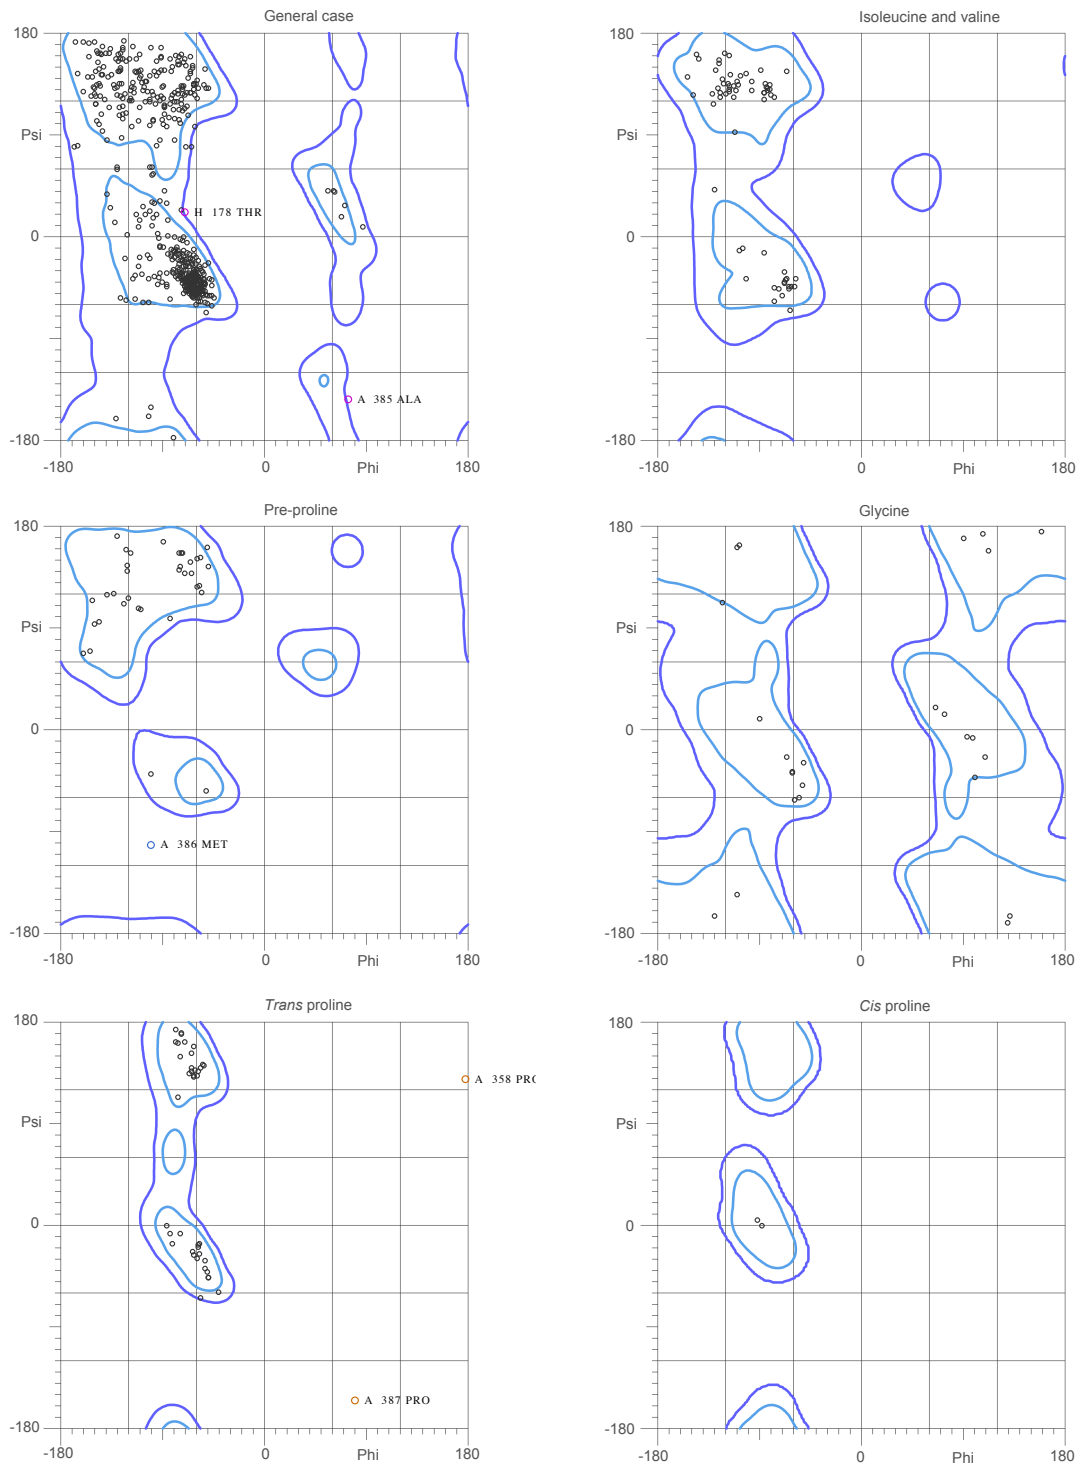 General case
180
Psi
0
-180
-180
0
Phi
180
H 178 THR
A 385 ALA
Isoleucine and valine
180
Psi
0
-180
-180
0
Phi
180
Pre-proline
180
Psi
0
-180
-180
0
Phi
180
A 386 MET
Glycine
180
Psi
0
-180
-180
0
Phi
180
Trans proline
180
Psi
0
-180
-180
0
Phi
180
A 358 PRO
A 387 PRO
Cis proline
180
Psi
0
-180
-180
0
Phi
180